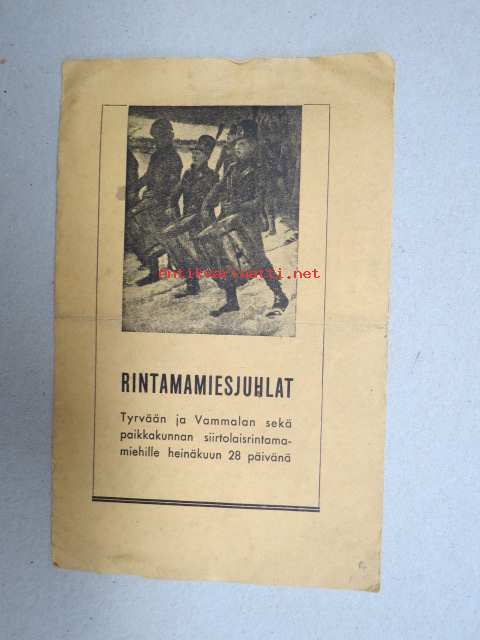 antikvariaatti.net
RINTAMAMIESJUHLAT
Tyrvään ja Vammalan sekä
paikkakunnan siirtolaisrintama-
miehille heinäkuun 28 päivänä